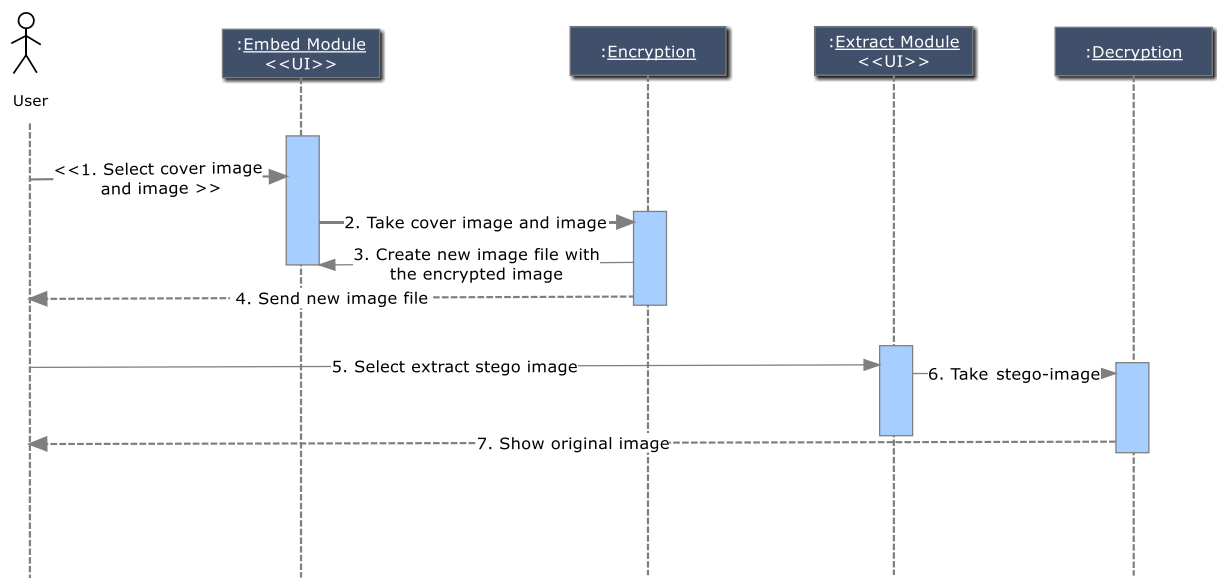 :Embed Module
<<UI>>
:Encryption
:Extract Module
<<UI>>
:Decryption
User
<<1. Select cover image
and image >>
2. Take cover image and image
3. Create new image file with
the encrypted image
4. Send new image file
5. Select extract stego image
6. Take stego-image
7. Show original image